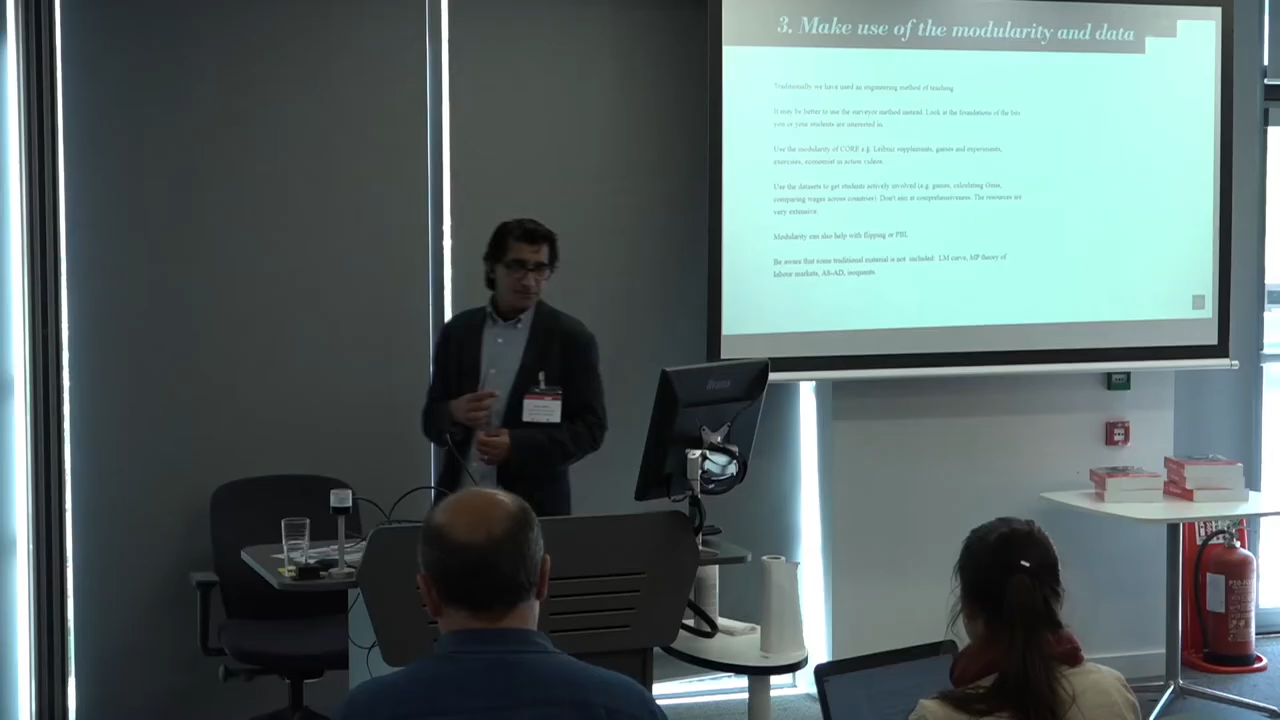 3. Make use of the modularity and data
Traditionally we have used an engineering method of teaching
It may be better to use the surveyor method instead. Look at the foundations of the bits
you or your students are interested in.
Use the modularity of CORE e.g. Leibniz supplements, games and experiments,
exercises, economist in action videos.
Use the datasets to get students actively involved (e.g. games, calculating Ginis,
comparing wages across countries). Don't aim at comprehensiveness. The resources are
very extensive.
Modularity can also help with flipping or PBL
Be aware that some traditional material is not included: LM curve, MP theory of
labour markets, AS-AD, isoquants.